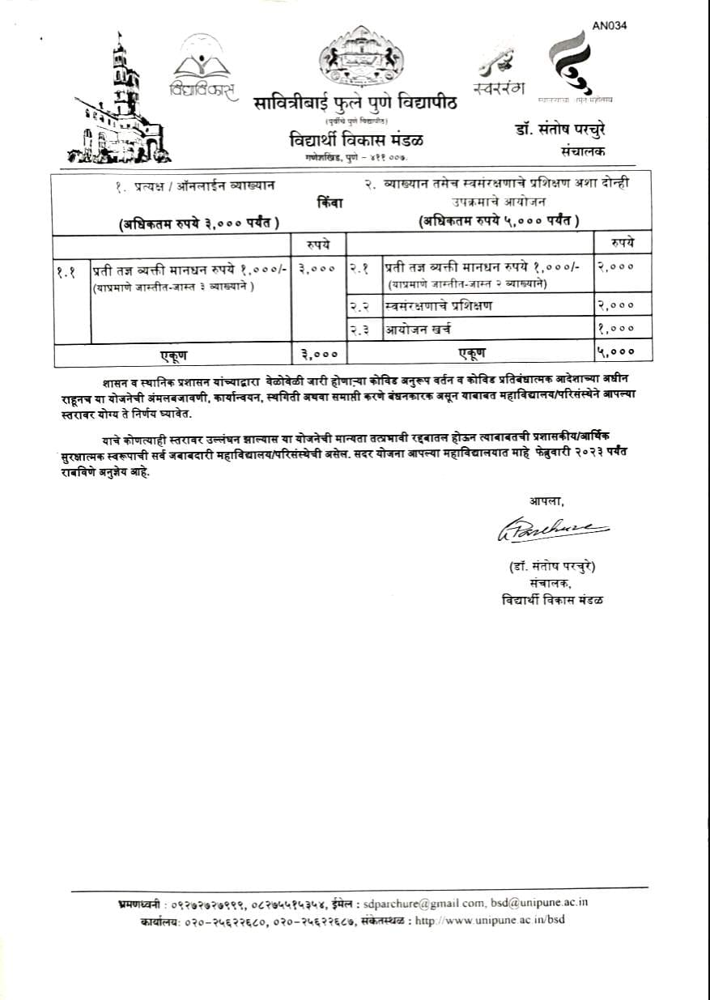 AN034
विद्याविकास
स्वररंग
सावित्रीबाई फुले पुणे विद्यापीठ
(पूर्वीचे पुणे विद्यापीठ)
विद्यार्थी विकास मंडळ
गणेशखिंड, पुणे - ४११ ००७.
डॉ. संतोष परचुरे
संचालक
१. प्रत्यक्ष / ऑनलाईन व्याख्यान
(अधिकतम रुपये ३,००० पर्यंत )
किंवा
२. व्याख्यान तमेच स्वमंरक्षणाचे प्रशिक्षण अशा दोन्ही
उपक्रमाचे आयोजन
(अधिकतम रुपये ५,००० पर्यंत )
रुपये
रुपये
१.१ प्रती तज्ञ व्यक्ती मानधन रुपये १,०००/- ३,०००
(याप्रमाणे जास्तीत-जास्त ३ व्याख्याने )
२.१ प्रती तज्ञ व्यक्ती मानधन रुपये १,०००/- २,०००
(याप्रमाणे जास्तीत-जास्त २ व्याख्याने)
२.२ स्वमंरक्षणाचे प्रशिक्षण २,०००
२.३ आयोजन खर्च १,०००
एकूण ३,००० एकूण ५,०००
शासन व स्थानिक प्रशासन यांच्याद्वारा वेळोवेळी जारी होणाऱ्या कोविड अनुरूप वर्तन व कोविड प्रतिबंधात्मक आदेशाच्या अधीन
राहूनच या योजनेची अंमलबजावणी, कार्यान्वयन, स्थगिती अथवा समाप्ती करणे बंधनकारक असून याबाबत महाविद्यालय/परिसंस्थेने आपल्या
स्तरावर योग्य ते निर्णय घ्यावेत.
याचे कोणत्याही स्तरावर उल्लंघन झाल्यास या योजनेची मान्यता तत्प्रभावी रद्दबातल होऊन त्याबाबतची प्रशासकीय/आर्थिक
सुरक्षात्मक स्वरूपाची सर्व जबाबदारी महाविद्यालय/परिसंस्थेची असेल. सदर योजना आपल्या महाविद्यालयात माहे फेब्रुवारी २०२३ पर्यंत
राबविणे अनुज्ञेय आहे.
आपला,
(डॉ. संतोष परचुरे)
संचालक,
विद्यार्थी विकास मंडळ
भ्रमणध्वनी : ०९२७२७२७९९९, ०८२७५५१५३५४, ईमेल : sdparchure@gmail com, bsd@unipune.ac.in
कार्यालय: ०२०-२५६२२६८०, ०२०-२५६२२६८७, संकेतस्थळ : http://www.unipune.ac.in/bsd